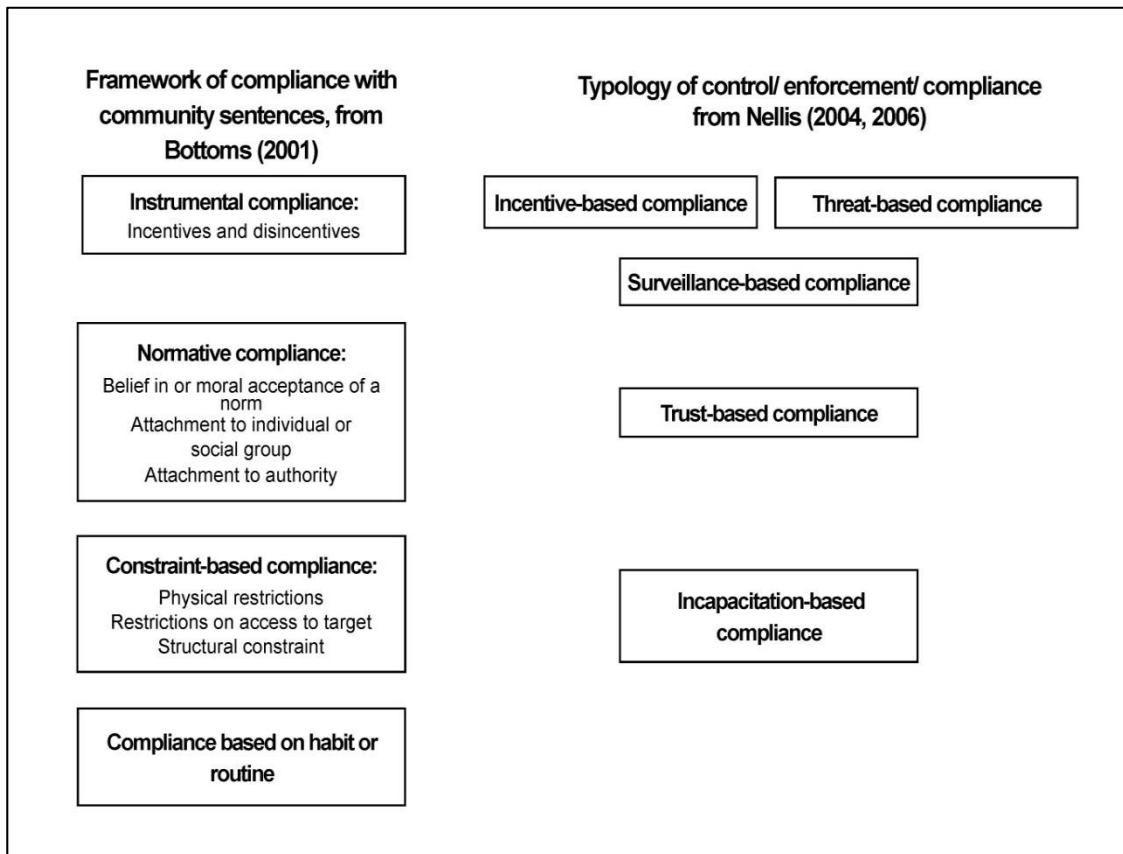 Framework of compliance with
community sentences, from
Bottoms (2001)
Instrumental compliance:
Incentives and disincentives
Normative compliance:
Belief in or moral acceptance of a
norm
Attachment to individual or
social group
Attachment to authority
Constraint-based compliance:
Physical restrictions
Restrictions on access to target
Structural constraint
Compliance based on habit or
routine
Typology of control/ enforcement/ compliance
from Nellis (2004, 2006)
Incentive-based compliance
Threat-based compliance
Surveillance-based compliance
Trust-based compliance
Incapacitation-based
compliance